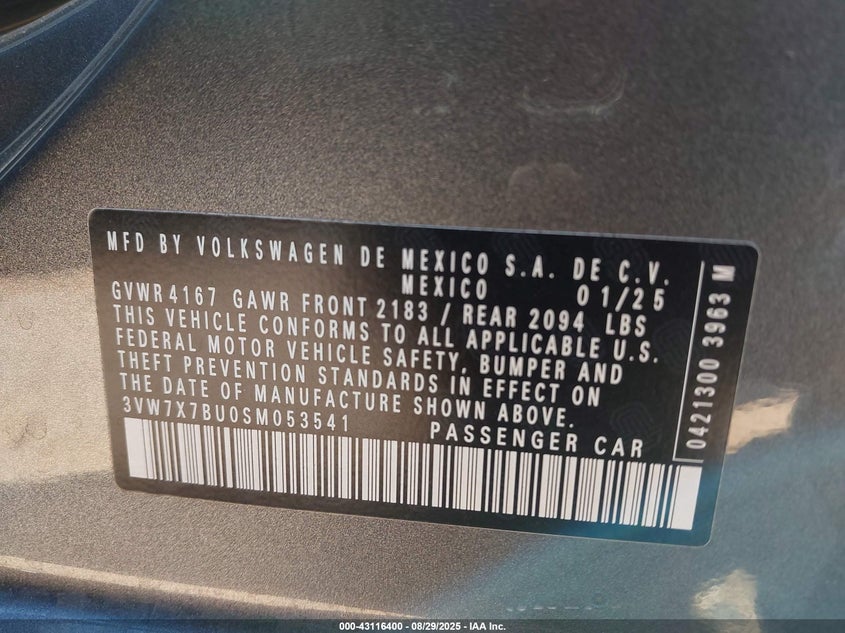 MFD BY VOLKSWAGEN DE MEXICO S.A. DE C.V.
MEXICO 01/25
GVWR 4167 GAWR FRONT 2183 / REAR 2094 LBS
THIS VEHICLE CONFORMS TO ALL APPLICABLE U.S.
FEDERAL MOTOR VEHICLE SAFETY, BUMPER AND
THEFT PREVENTION STANDARDS IN EFFECT ON
THE DATE OF MANUFACTURE SHOWN ABOVE.
3VW7X7BU0SM053541 PASSENGER CAR
0421300 3963 M
000-43116400 - 08/29/2025 - IAA Inc.